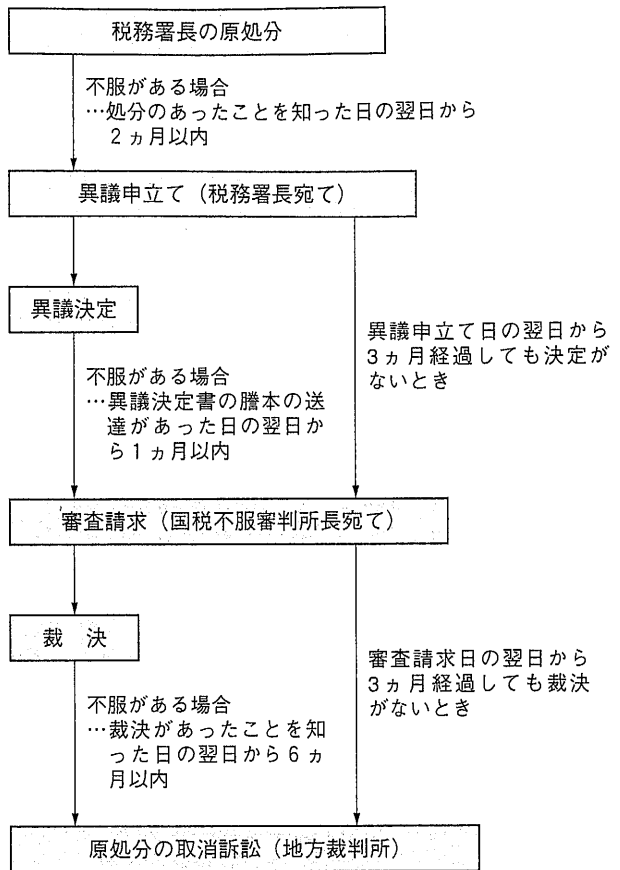 税務署長の原処分
不服がある場合
…処分のあったことを知った日の翌日から
2ヵ月以内
異議申立て（税務署長宛て）
異議決定
異議申立て日の翌日から
3ヵ月経過しても決定が
ないとき
不服がある場合
…異議決定書の謄本の送
達があった日の翌日か
ら1ヵ月以内
審査請求（国税不服審判所長宛て）
裁　決
審査請求日の翌日から
3ヵ月経過しても裁決
がないとき
不服がある場合
…裁決があったことを知
った日の翌日から6ヵ
月以内
原処分の取消訴訟（地方裁判所）